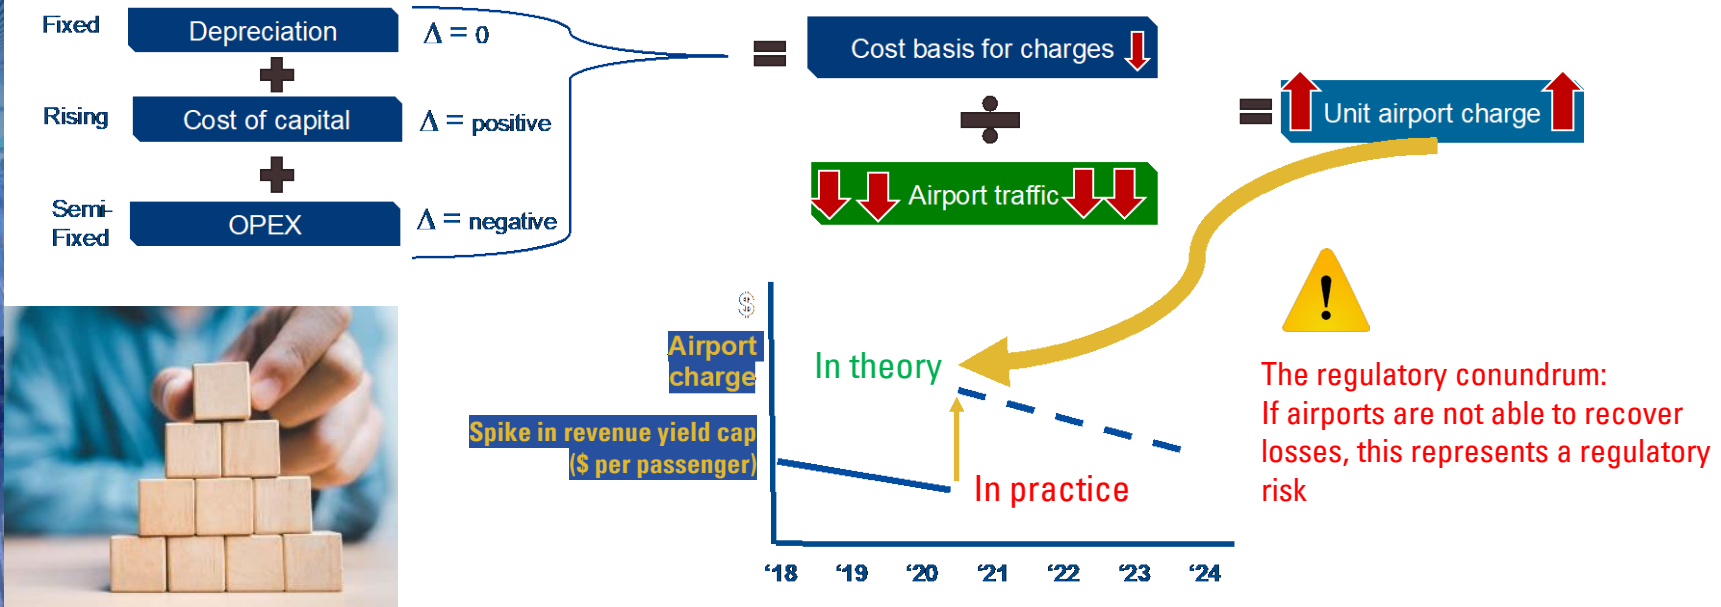 Fixed
Depreciation
Δ = 0
+
Rising
Cost of capital
Δ = positive
+
Semi-
Fixed
OPEX
Δ = negative
=
Cost basis for charges
÷
Airport traffic
=
Unit airport charge
$
Airport
charge
Spike in revenue yield cap
($ per passenger)
In theory
In practice
‘18 ‘19 ‘20 ‘21 ‘22 ‘23 ‘24
!
The regulatory conundrum:
If airports are not able to recover
losses, this represents a regulatory
risk